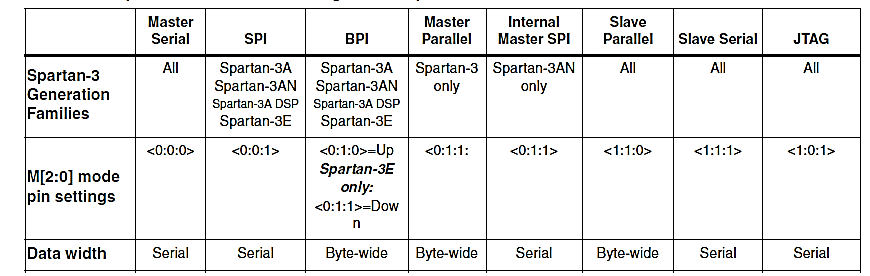 Master Serial SPI BPI Master Parallel Internal Master SPI Slave Parallel Slave Serial JTAG
Spartan-3 Generation Families All Spartan-3A Spartan-3AN Spartan-3A DSP Spartan-3E Spartan-3A Spartan-3AN Spartan-3A DSP Spartan-3E Spartan-3 only Spartan-3AN only All All All
M[2:0] mode pin settings <0:0:0> <0:0:1> <0:1:0>=Up Spartan-3E only: <0:1:1>=Dow n <0:1:1: <0:1:1> <1:1:0> <1:1:1> <1:0:1>
Data width Serial Serial Byte-wide Byte-wide Serial Byte-wide Serial Serial